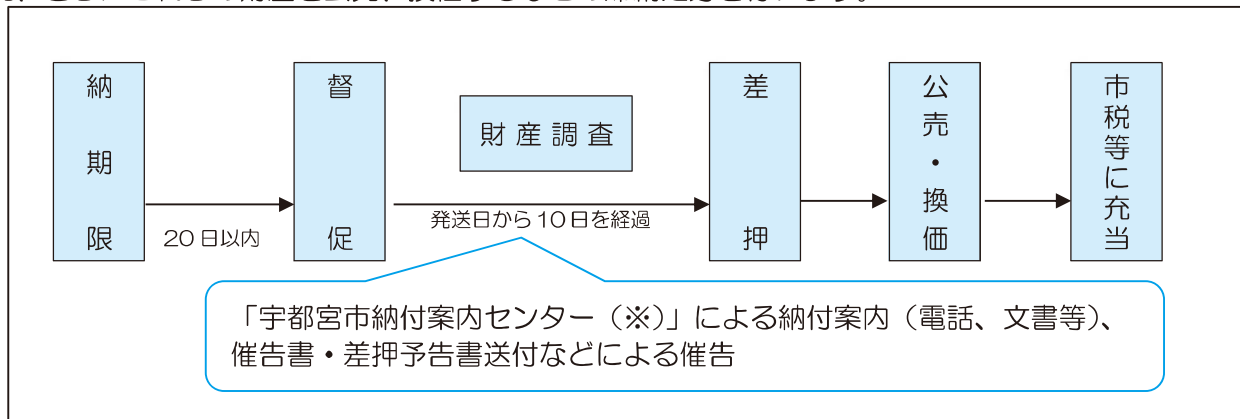 納期限
20日以内
督促
財産調査
発送日から10日を経過
差押
公売・換価
市税等に充当
「宇都宮市納付案内センター（※）」による納付案内（電話、文書等）、
催告書・差押予告書送付などによる催告